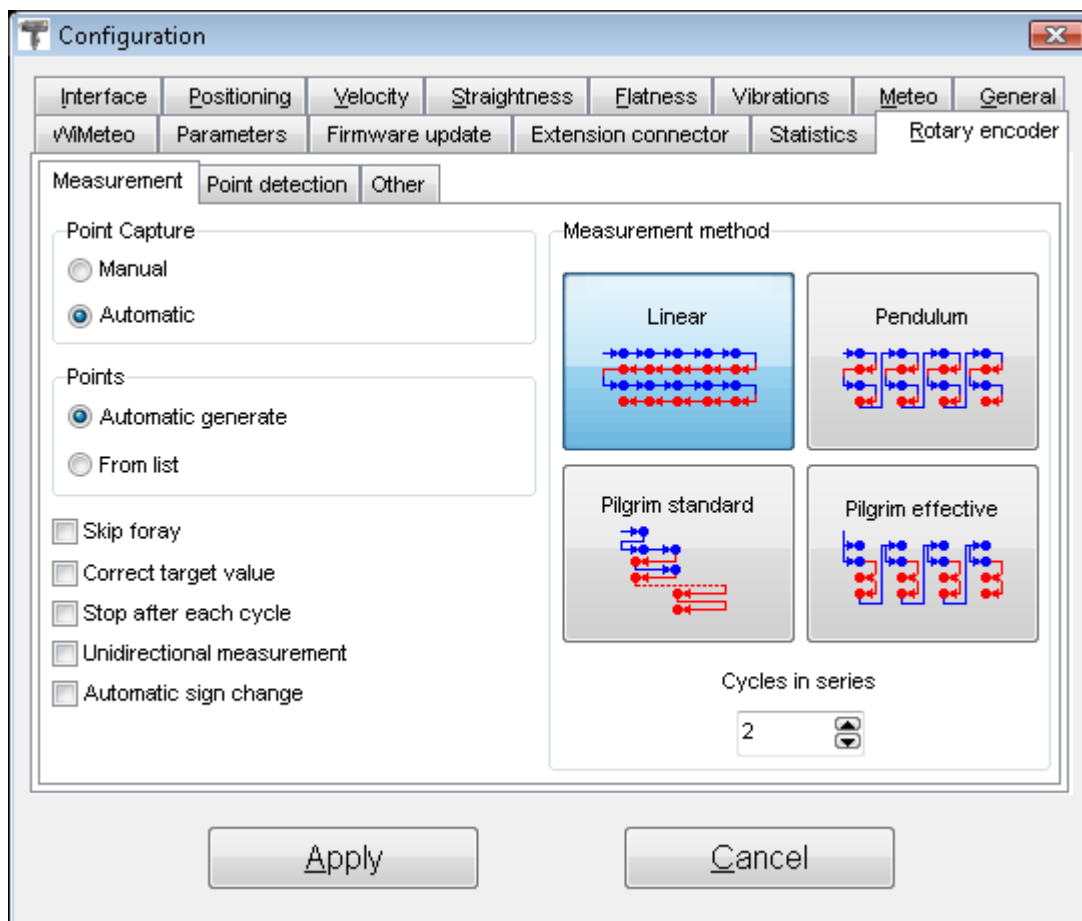 Configuration
Interface Positioning Velocity Straightness Flatness Vibrations Meteo General
WiMeteo Parameters Firmware update Extension connector Statistics Rotary encoder
Measurement Point detection Other
Point Capture
Manual
Automatic
Points
Automatic generate
From list
Skip foray
Correct target value
Stop after each cycle
Unidirectional measurement
Automatic sign change
Measurement method
Linear Pendulum
Pilgrim standard Pilgrim effective
Cycles in series
2
Apply Cancel